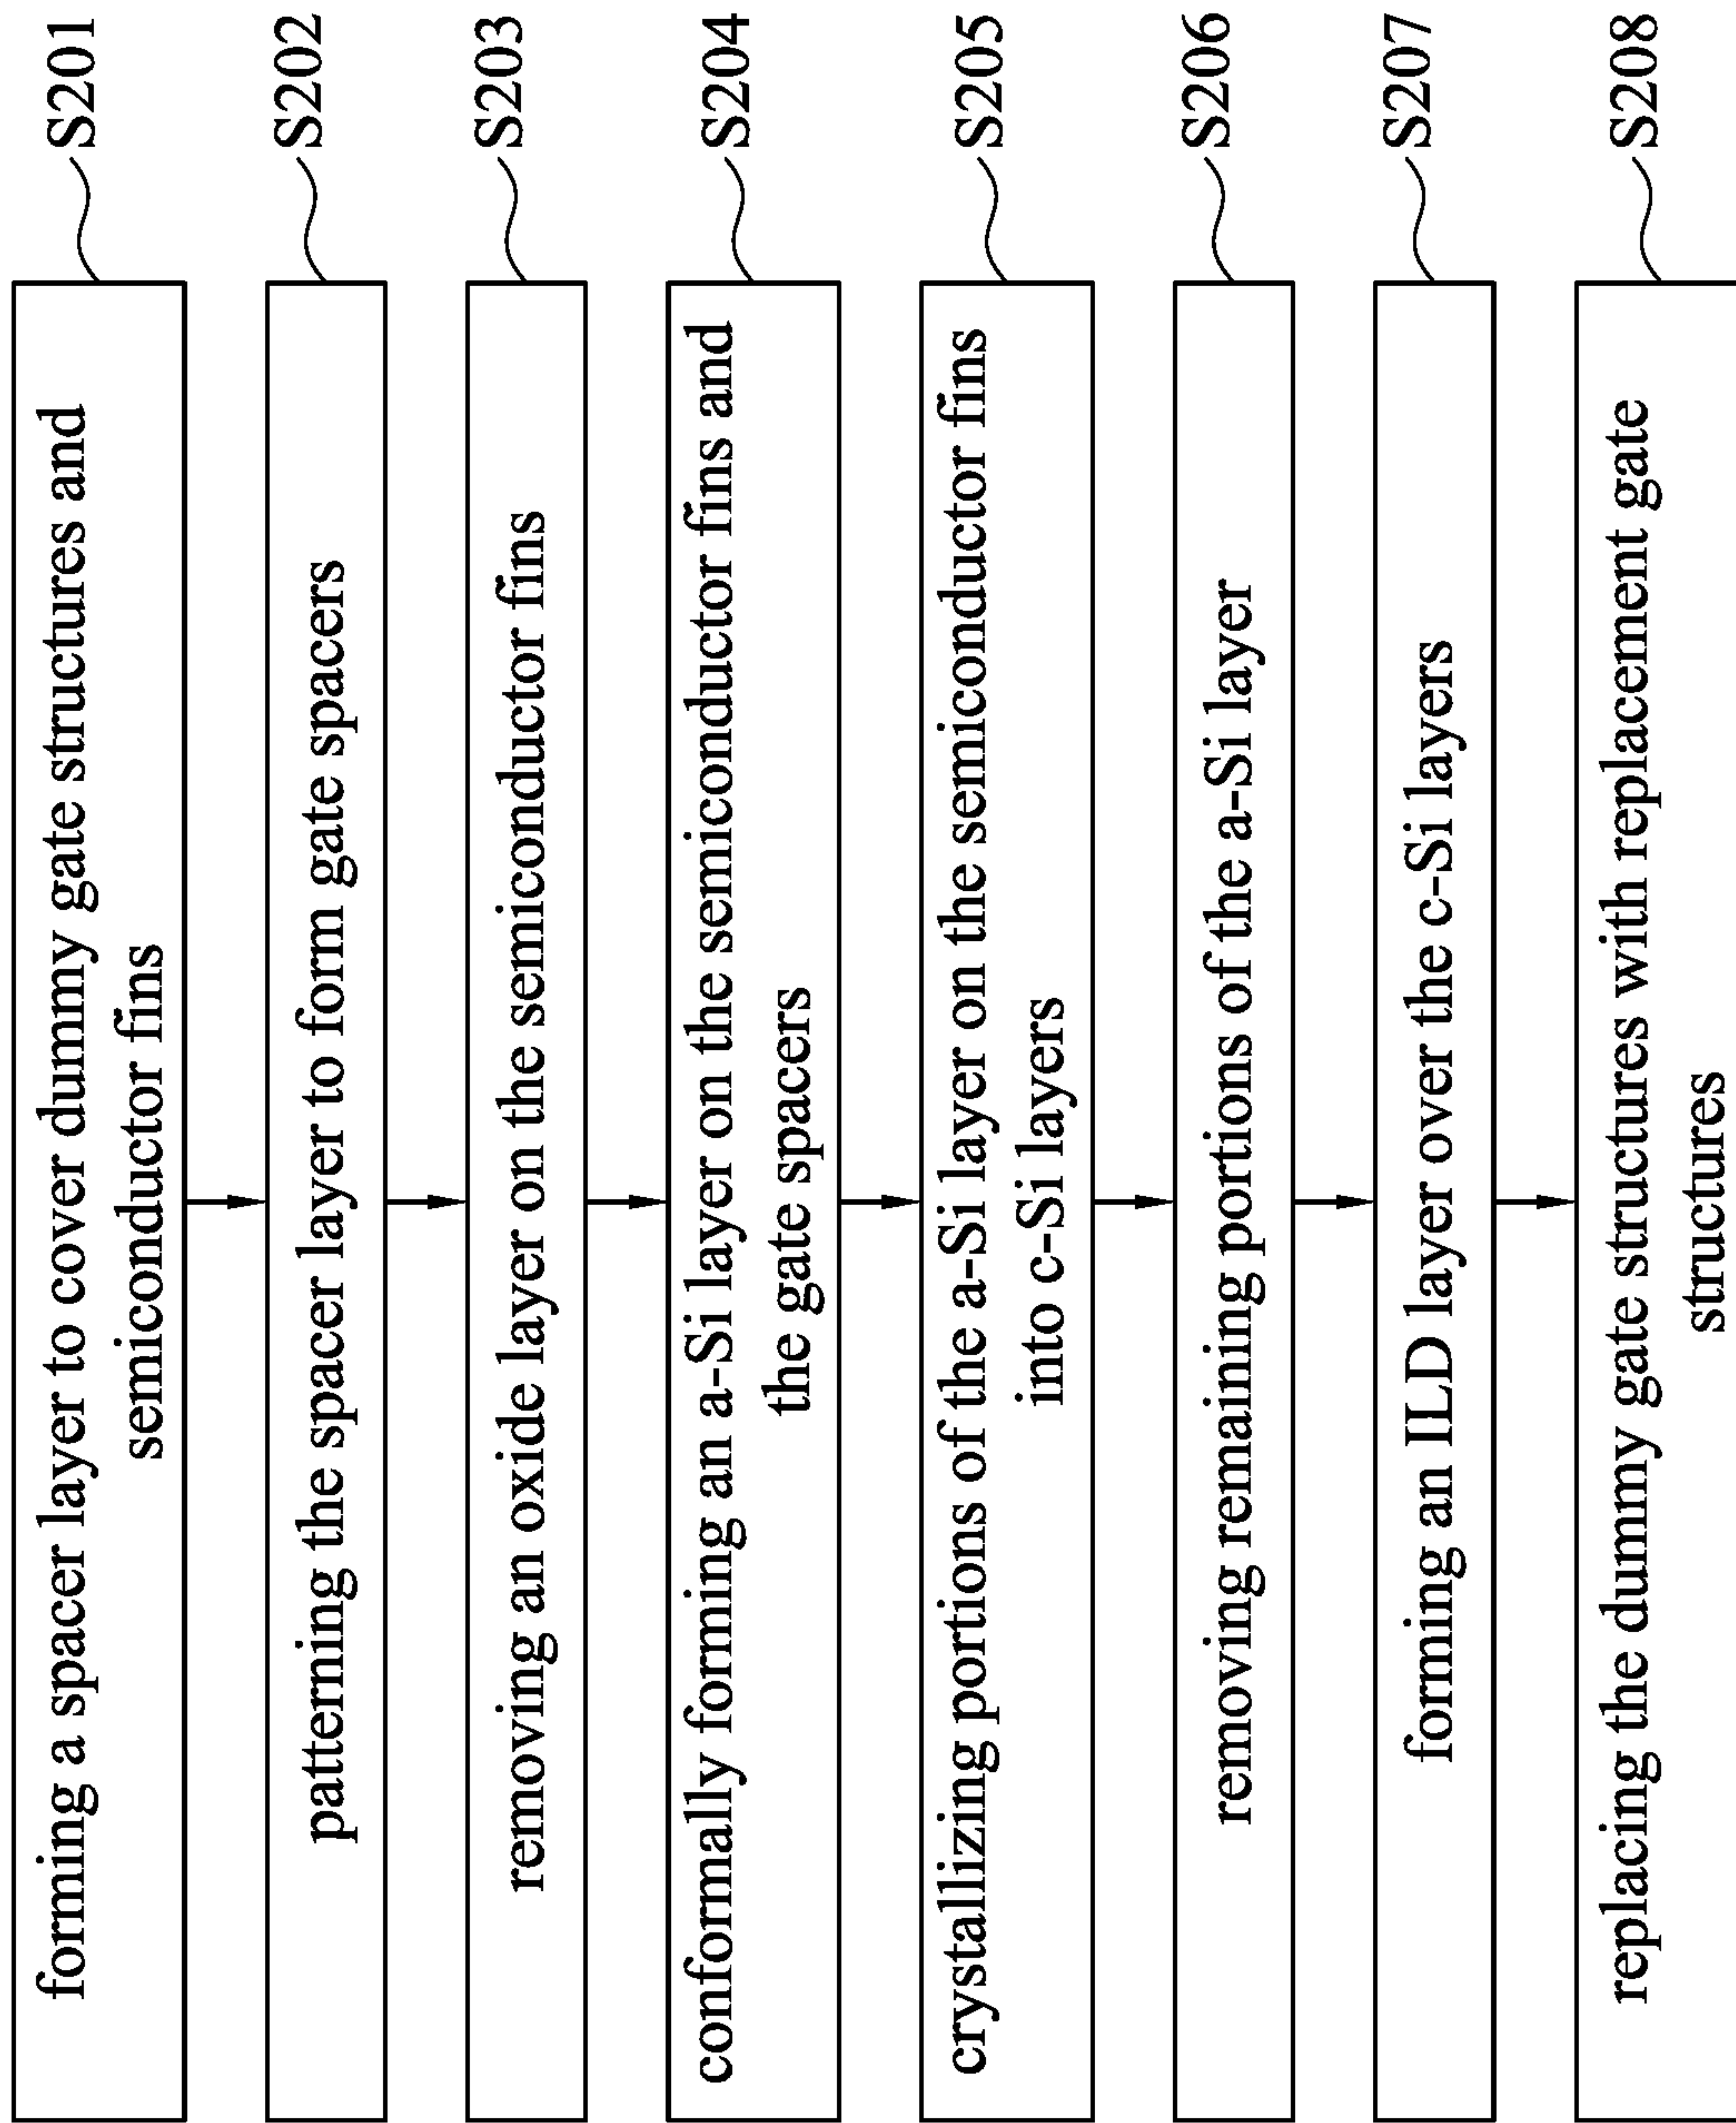 forming a spacer layer to cover dummy gate structures and
semiconductor fins
S201
patterning the spacer layer to form gate spacers
S202
removing an oxide layer on the semiconductor fins
S203
conformally forming an a-Si layer on the semiconductor fins and
the gate spacers
S204
crystallizing portions of the a-Si layer on the semiconductor fins
into c-Si layers
S205
removing remaining portions of the a-Si layer
S206
forming an ILD layer over the c-Si layers
S207
replacing the dummy gate structures with replacement gate
structures
S208